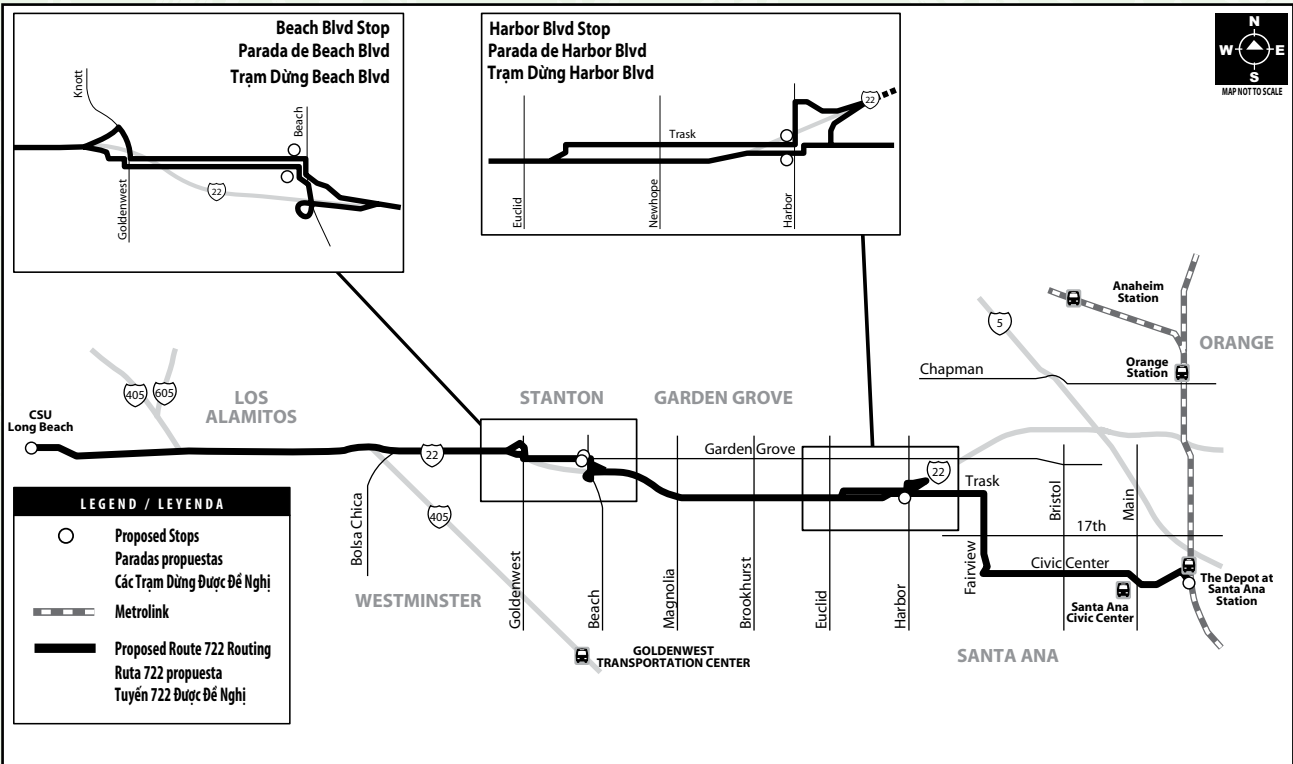 Beach Blvd Stop
Parada de Beach Blvd
Trạm Dừng Beach Blvd
Knott
Beach
Goldenwest
22
Harbor Blvd Stop
Parada de Harbor Blvd
Trạm Dừng Harbor Blvd
22
Trask
Euclid
Newhope
Harbor
N
W E
S
MAP NOT TO SCALE
Anaheim
Station
5
ORANGE
Orange
Station
Chapman
405
605
LOS
ALAMITOS
STANTON
GARDEN GROVE
CSU
Long Beach
22
Garden Grove
22
Trask
405
Bolsa Chica
WESTMINSTER
Goldenwest
Beach
Magnolia
Brookhurst
Euclid
Harbor
Fairview
Bristol
Main
17th
Civic Center
The Depot at
Santa Ana
Station
Santa Ana
Civic Center
GOLDENWEST
TRANSPORTATION CENTER
SANTA ANA
LEGEND / LEYENDA
Proposed Stops
Paradas propuestas
Các Trạm Dừng Được Đề Nghị
Metrolink
Proposed Route 722 Routing
Ruta 722 propuesta
Tuyến 722 Được Đề Nghị